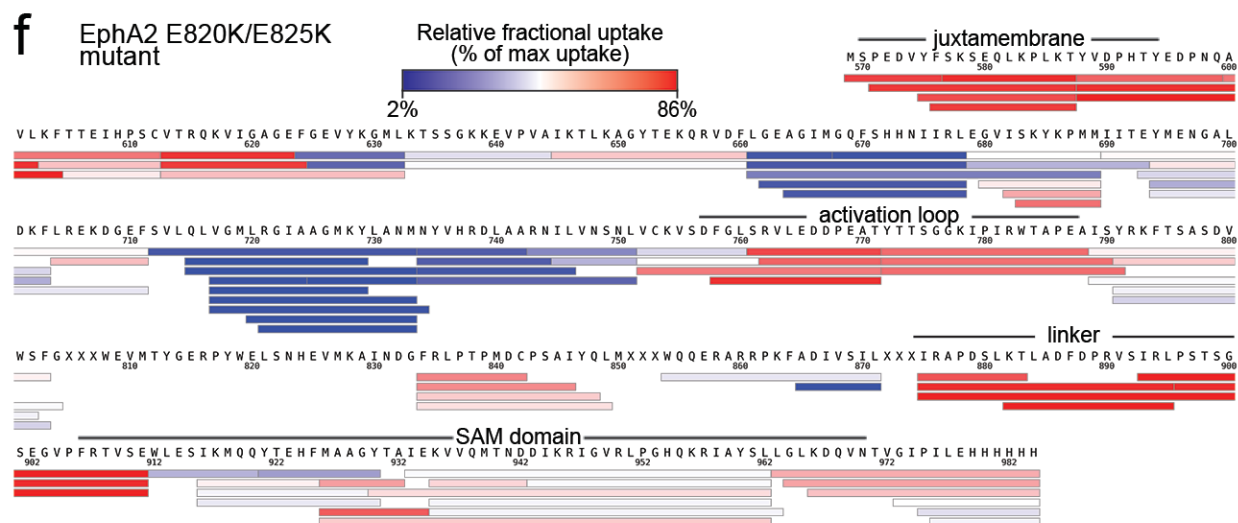 f
EphA2 E820K/E825K
mutant
Relative fractional uptake
(% of max uptake)
2% 86%
juxtamembrane
M S P E D V Y F S K S E Q L K P L K T Y V D P H T Y E D P N Q A
570 580 590 600
V L K F T T E I H P S C V T R Q K V I G A G E F G E V Y K G M L K T S S G K K E V P V A I K T L K A G Y T E K Q R V D F L G E A G I M G Q F S H H N I I R L E G V I S K Y K P M M I I T E Y M E N G A L
610 620 630 640 650 660 670 680 690 700
activation loop
D K F L R E K D G E F S V L Q L V G M L R G I A A G M K Y L A N M N Y V H R D L A A R N I L V N S N L V C K V S D F G L S R V L E D D P E A T Y T T S G G K I P I R W T A P E A I S Y R K F T S A S D V
710 720 730 740 750 760 770 780 790 800
linker
W S F G X X X W E V M T Y G E R P Y W E L S N H E V M K A I N D G F R L P T P M D C P S A I Y Q L M X X X W Q Q E R A R R P K F A D I V S I L X X X I R A P D S L K T L A D F D P R V S I R L P S T S G
810 820 830 840 850 860 870 880 890 900
SAM domain
S E G V P F R T V S E W L E S I K M Q Q Y T E H F M A A G Y T A I E K V V Q M T N D D I K R I G V R L P G H Q K R I A Y S L L G L K D Q V N T V G I P I L E H H H H H H
902 912 922 932 942 952 962 972 982